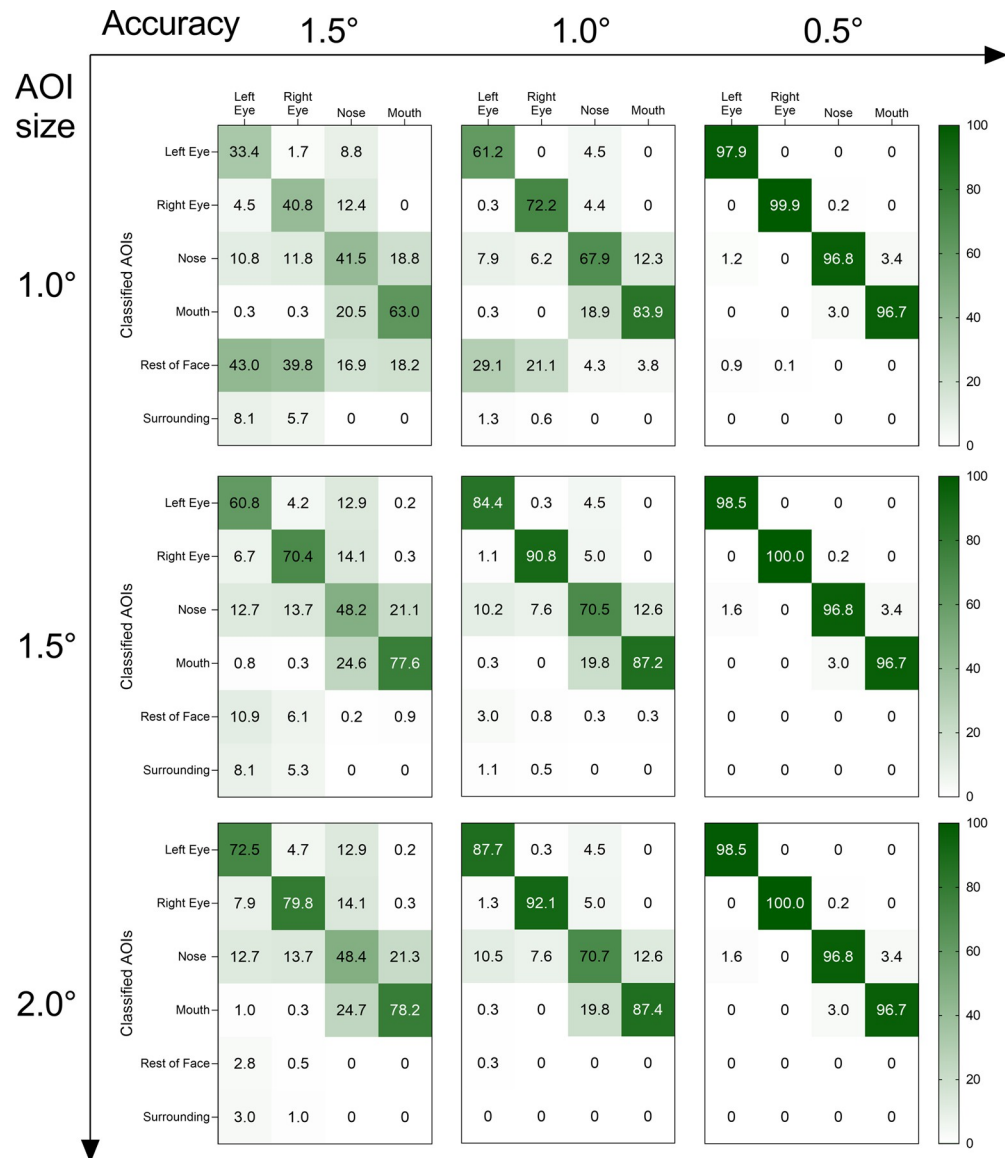 Accuracy 1.5° 1.0° 0.5°
AOI
size
Left Eye Right Eye Nose Mouth Left Eye Right Eye Nose Mouth Left Eye Right Eye Nose Mouth
1.0°
Classified AOIs
Left Eye 33.4 1.7 8.8 61.2 0 4.5 0 97.9 0 0 0
Right Eye 4.5 40.8 12.4 0 0.3 72.2 4.4 0 0 99.9 0.2 0
Nose 10.8 11.8 41.5 18.8 7.9 6.2 67.9 12.3 1.2 0 96.8 3.4
Mouth 0.3 0.3 20.5 63.0 0.3 0 18.9 83.9 0 0 3.0 96.7
Rest of Face 43.0 39.8 16.9 18.2 29.1 21.1 4.3 3.8 0.9 0.1 0 0
Surrounding 8.1 5.7 0 0 1.3 0.6 0 0 0 0 0 0
100
80
60
40
20
0
1.5°
Classified AOIs
Left Eye 60.8 4.2 12.9 0.2 84.4 0.3 4.5 0 98.5 0 0 0
Right Eye 6.7 70.4 14.1 0.3 1.1 90.8 5.0 0 0 100.0 0.2 0
Nose 12.7 13.7 48.2 21.1 10.2 7.6 70.5 12.6 1.6 0 96.8 3.4
Mouth 0.8 0.3 24.6 77.6 0.3 0 19.8 87.2 0 0 3.0 96.7
Rest of Face 10.9 6.1 0.2 0.9 3.0 0.8 0.3 0.3 0 0 0 0
Surrounding 8.1 5.3 0 0 1.1 0.5 0 0 0 0 0 0
100
80
60
40
20
0
2.0°
Classified AOIs
Left Eye 72.5 4.7 12.9 0.2 87.7 0.3 4.5 0 98.5 0 0 0
Right Eye 7.9 79.8 14.1 0.3 1.3 92.1 5.0 0 0 100.0 0.2 0
Nose 12.7 13.7 48.4 21.3 10.5 7.6 70.7 12.6 1.6 0 96.8 3.4
Mouth 1.0 0.3 24.7 78.2 0.3 0 19.8 87.4 0 0 3.0 96.7
Rest of Face 2.8 0.5 0 0 0.3 0 0 0 0 0 0 0
Surrounding 3.0 1.0 0 0 0 0 0 0 0 0 0 0
100
80
60
40
20
0